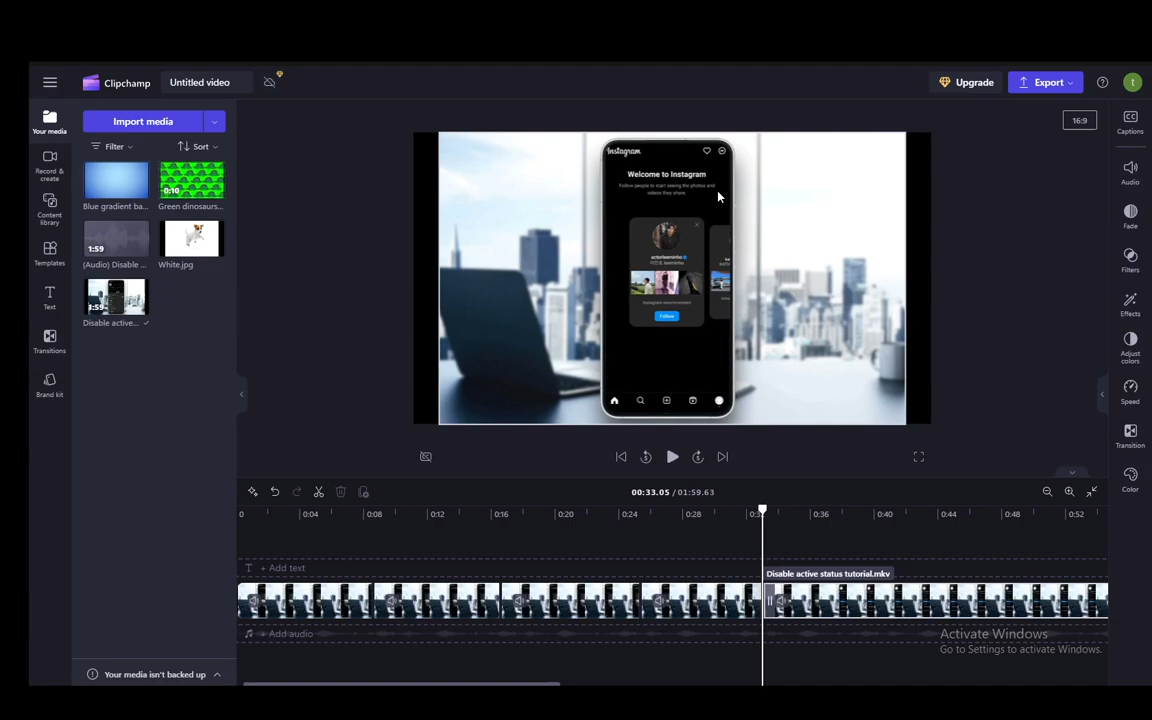 Clipchamp
Untitled video
Upgrade
Export
t
Your media
Record &
create
Content
library
Templates
Text
Transitions
Brand kit
Import media
Filter
Sort
Blue gradient ba...
0:10
Green dinosaurs...
1:59
(Audio) Disable ...
White.jpg
1:59
Disable active...
Your media isn't backed up
16:9
Instagram
Welcome to Instagram
Follow people to start seeing the photos and
videos they share.
actorleeminho
leeminho
Instagram recommended
Follow
Captions
Audio
Fade
Filters
Effects
Adjust
colors
Speed
Transition
Color
5
5
00:33.05 / 01:59.63
0
0:04
0:08
0:12
0:16
0:20
0:24
0:28
0:36
0:40
0:44
0:48
0:52
T + Add text
Disable active status tutorial.mkv
+ Add audio
Activate Windows
Go to Settings to activate Windows.